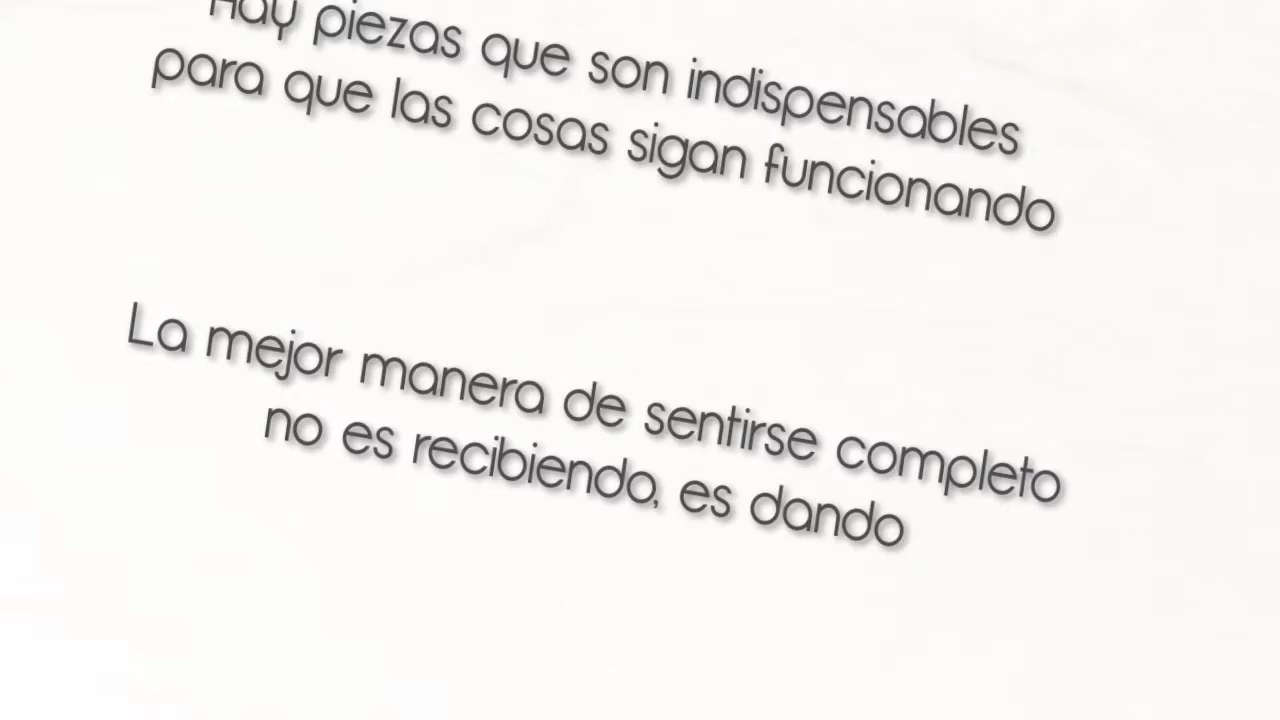 Hay piezas que son indispensables
para que las cosas sigan funcionando
La mejor manera de sentirse completo
no es recibiendo, es dando